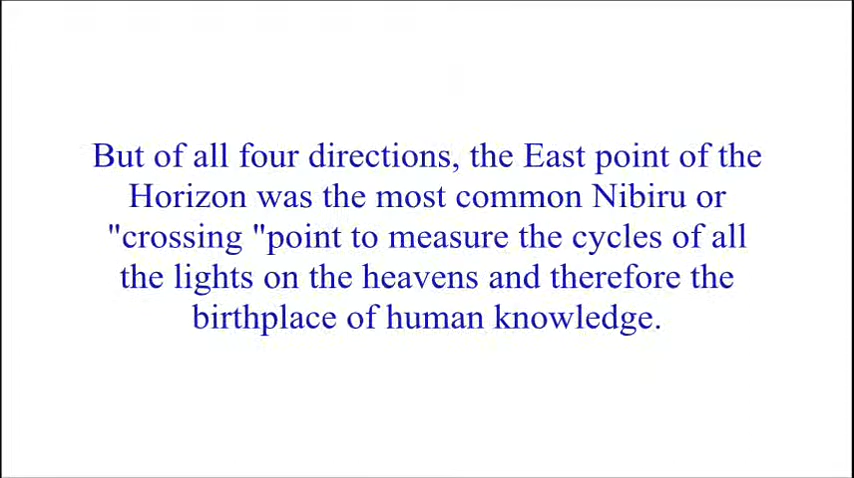 But of all four directions, the East point of the
Horizon was the most common Nibiru or
"crossing "point to measure the cycles of all
the lights on the heavens and therefore the
birthplace of human knowledge.